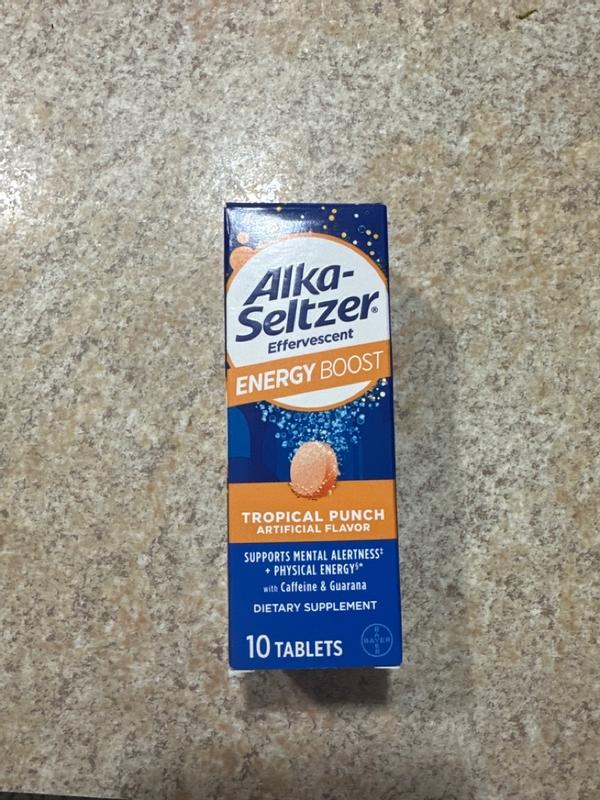 Alka-
Seltzer®
Effervescent
ENERGY BOOST
TROPICAL PUNCH
ARTIFICIAL FLAVOR
SUPPORTS MENTAL ALERTNESS‡
+ PHYSICAL ENERGY§*
with Caffeine & Guarana
DIETARY SUPPLEMENT
10 TABLETS
BAYER